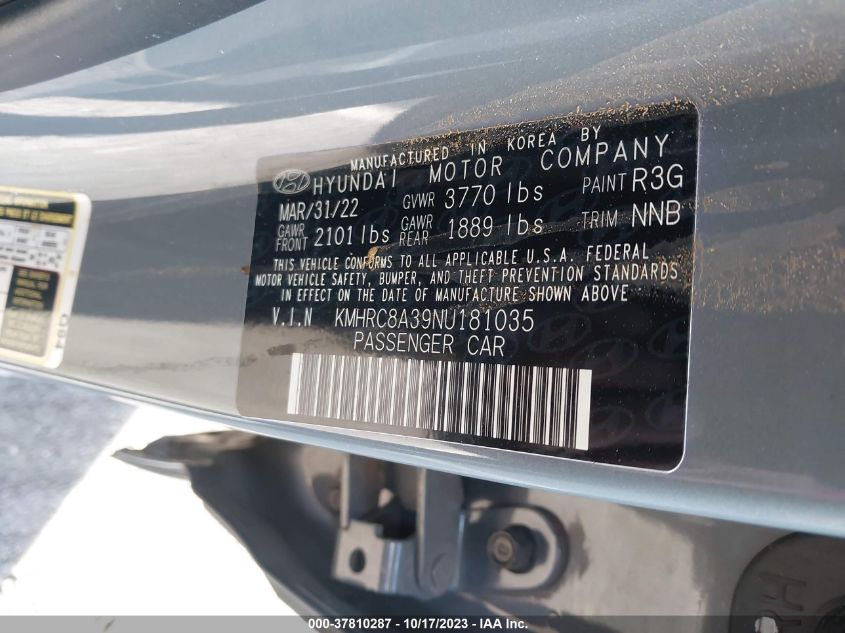 MANUFACTURED IN KOREA BY
HYUNDAI MOTOR COMPANY
MAR/31/22 GVWR 3770 lbs PAINT R3G
GAWR FRONT 2101 lbs GAWR REAR 1889 lbs TRIM NNB
THIS VEHICLE CONFORMS TO ALL APPLICABLE U.S.A. FEDERAL
MOTOR VEHICLE SAFETY, BUMPER, AND THEFT PREVENTION STANDARDS
IN EFFECT ON THE DATE OF MANUFACTURE SHOWN ABOVE
V.I.N KMHRC8A39NU181035
PASSENGER CAR
000-37810287 - 10/17/2023 - IAA Inc.